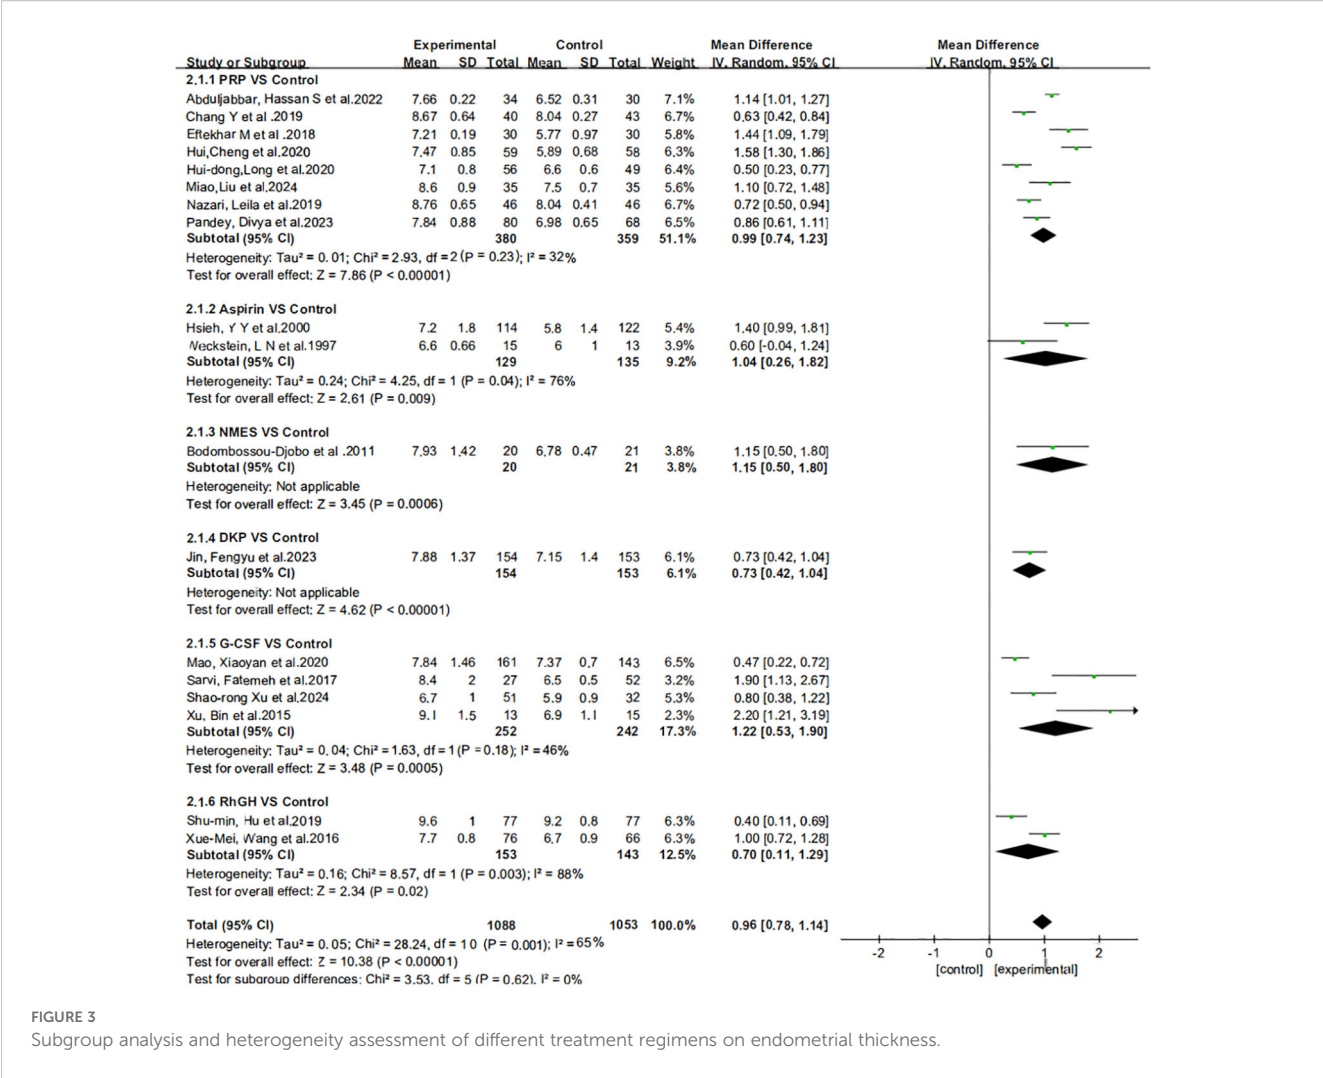 Experimental Control Mean Difference Mean Difference
Study or Subgroup Mean SD Total Mean SD Total Weight IV, Random, 95% CI IV, Random, 95% CI
2.1.1 PRP VS Control
Abduljabbar, Hassan S et al.2022 7.66 0.22 34 6.52 0.31 30 7.1% 1.14 [1.01, 1.27]
Chang Y et al.2019 8.67 0.64 40 8.04 0.27 43 6.7% 0.63 [0.42, 0.84]
Eftekhar M et al.2018 7.21 0.19 30 5.77 0.97 30 5.8% 1.44 [1.09, 1.79]
Hui,Cheng et al.2020 7.47 0.85 59 5.89 0.68 58 6.3% 1.58 [1.30, 1.86]
Hui-dong,Long et al.2020 7.1 0.8 56 6.6 0.6 49 6.4% 0.50 [0.23, 0.77]
Miao,Liu et al.2024 8.6 0.9 35 7.5 0.7 35 5.6% 1.10 [0.72, 1.48]
Nazari, Leila et al.2019 8.76 0.65 46 8.04 0.41 46 6.7% 0.72 [0.50, 0.94]
Pandey, Divya et al.2023 7.84 0.88 80 6.98 0.65 68 6.5% 0.86 [0.61, 1.11]
Subtotal (95% CI) 380 359 51.1% 0.99 [0.74, 1.23]
Heterogeneity: Tau² = 0.01; Chi² = 2.93, df = 2 (P = 0.23); I² = 32%
Test for overall effect: Z = 7.86 (P < 0.00001)
2.1.2 Aspirin VS Control
Hsieh, Y Y et al.2000 7.2 1.8 114 5.8 1.4 122 5.4% 1.40 [0.99, 1.81]
Weckstein, L N et al.1997 6.6 0.66 15 6 1 13 3.9% 0.60 [-0.04, 1.24]
Subtotal (95% CI) 129 135 9.2% 1.04 [0.26, 1.82]
Heterogeneity: Tau² = 0.24; Chi² = 4.25, df = 1 (P = 0.04); I² = 76%
Test for overall effect: Z = 2.61 (P = 0.009)
2.1.3 NMES VS Control
Bodombossou-Djobo et al .2011 7.93 1.42 20 6.78 0.47 21 3.8% 1.15 [0.50, 1.80]
Subtotal (95% CI) 20 21 3.8% 1.15 [0.50, 1.80]
Heterogeneity: Not applicable
Test for overall effect: Z = 3.45 (P = 0.0006)
2.1.4 DKP VS Control
Jin, Fengyu et al.2023 7.88 1.37 154 7.15 1.4 153 6.1% 0.73 [0.42, 1.04]
Subtotal (95% CI) 154 153 6.1% 0.73 [0.42, 1.04]
Heterogeneity: Not applicable
Test for overall effect: Z = 4.62 (P < 0.00001)
2.1.5 G-CSF VS Control
Mao, Xiaoyan et al.2020 7.84 1.46 161 7.37 0.7 143 6.5% 0.47 [0.22, 0.72]
Sarvi, Fatemeh et al.2017 8.4 2 27 6.5 0.5 52 3.2% 1.90 [1.13, 2.67]
Shao-rong Xu et al.2024 6.7 1 51 5.9 0.9 32 5.3% 0.80 [0.38, 1.22]
Xu, Bin et al.2015 9.1 1.5 13 6.9 1.1 15 2.3% 2.20 [1.21, 3.19]
Subtotal (95% CI) 252 242 17.3% 1.22 [0.53, 1.90]
Heterogeneity: Tau² = 0.04; Chi² = 1.63, df = 1 (P = 0.18); I² = 46%
Test for overall effect: Z = 3.48 (P = 0.0005)
2.1.6 RhGH VS Control
Shu-min, Hu et al.2019 9.6 1 77 9.2 0.8 77 6.3% 0.40 [0.11, 0.69]
Xue-Mei, Wang et al.2016 7.7 0.8 76 6.7 0.9 66 6.3% 1.00 [0.72, 1.28]
Subtotal (95% CI) 153 143 12.5% 0.70 [0.11, 1.29]
Heterogeneity: Tau² = 0.16; Chi² = 8.57, df = 1 (P = 0.003); I² = 88%
Test for overall effect: Z = 2.34 (P = 0.02)
Total (95% CI) 1088 1053 100.0% 0.96 [0.78, 1.14]
Heterogeneity: Tau² = 0.05; Chi² = 28.24, df = 10 (P = 0.001); I² = 65%
Test for overall effect: Z = 10.38 (P < 0.00001)
Test for subgroup differences: Chi² = 3.53, df = 5 (P = 0.62), I² = 0%
-2 -1 0 1 2
[control] [experimental]
FIGURE 3
Subgroup analysis and heterogeneity assessment of different treatment regimens on endometrial thickness.